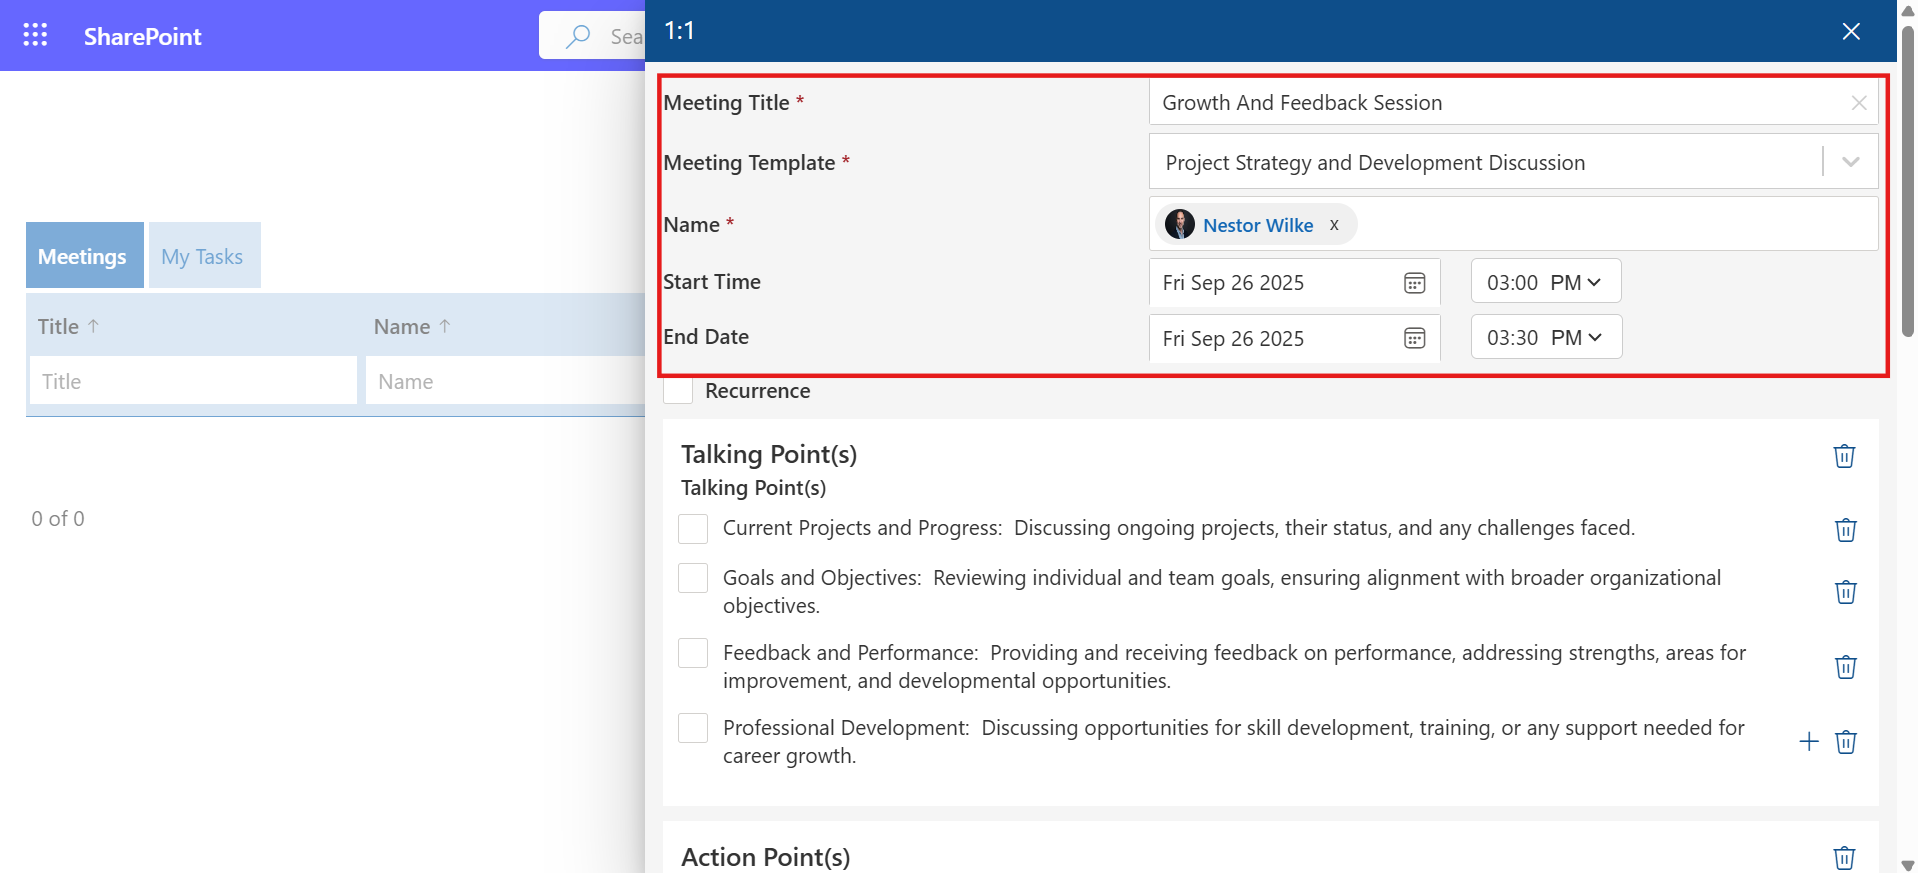 SharePoint
Sea
1:1
Meeting Title *
Growth And Feedback Session
Meeting Template *
Project Strategy and Development Discussion
Name *
Nestor Wilke x
Start Time
Fri Sep 26 2025
03:00 PM
End Date
Fri Sep 26 2025
03:30 PM
Recurrence
Meetings
My Tasks
Title ↑
Name ↑
Title
Name
0 of 0
Talking Point(s)
Talking Point(s)
Current Projects and Progress:  Discussing ongoing projects, their status, and any challenges faced.
Goals and Objectives:  Reviewing individual and team goals, ensuring alignment with broader organizational
objectives.
Feedback and Performance:  Providing and receiving feedback on performance, addressing strengths, areas for
improvement, and developmental opportunities.
Professional Development:  Discussing opportunities for skill development, training, or any support needed for
career growth.
Action Point(s)